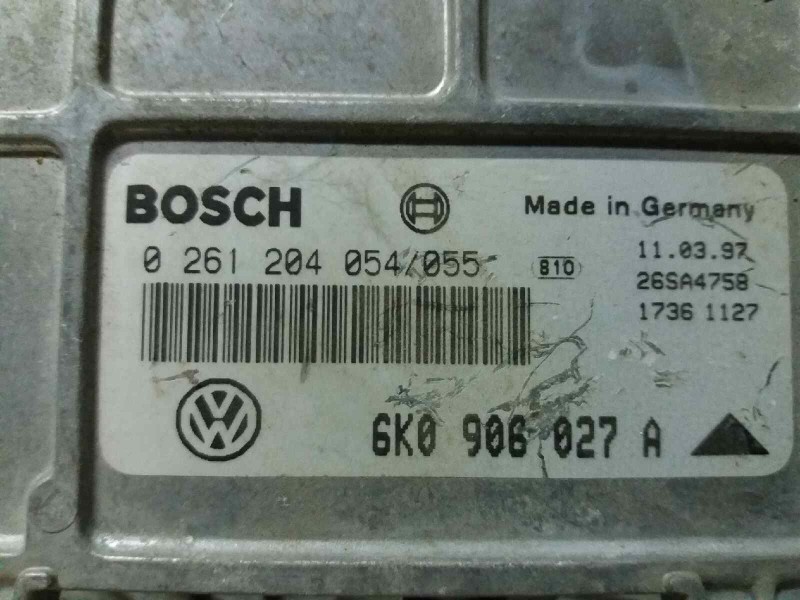 BOSCH
Made in Germany
0 261 204 054/055
810
11.03.97
26SA4758
1736 1127
VW
6K0 906 027 A